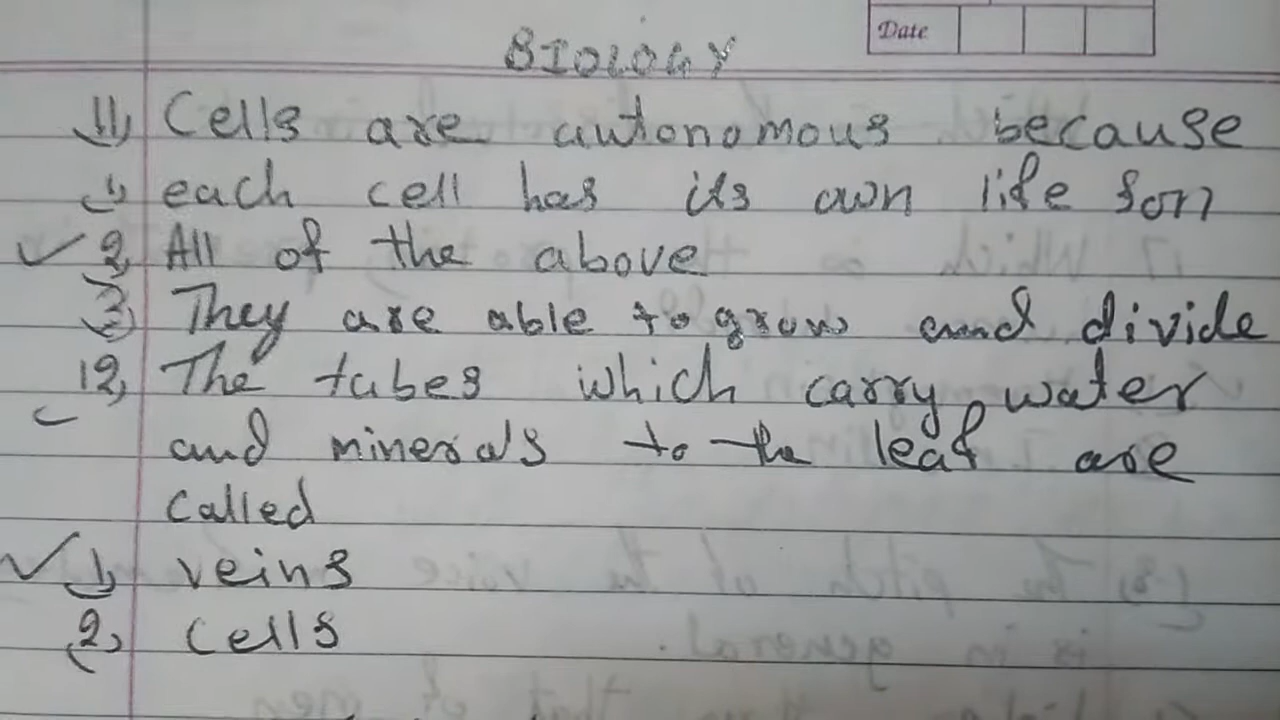 Date
BIOLOGY
11, Cells are autonomous because
1, each cell has its own life
2, All of the above
3, They are able to grow and divide
12, The tubes which carry water
and minerals to the leaf are
called
1, veins
2, cells